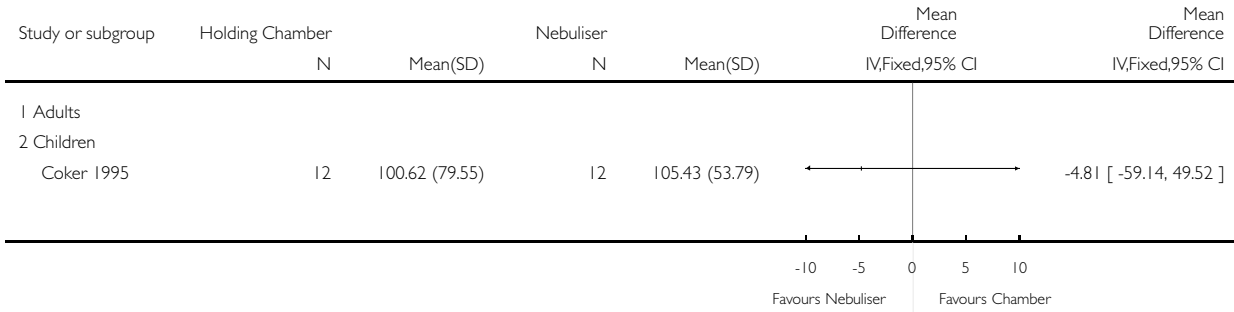 Mean Mean
Study or subgroup Holding Chamber Nebuliser Difference Difference
N Mean(SD) N Mean(SD) IV,Fixed,95% CI IV,Fixed,95% CI
1 Adults
2 Children
Coker 1995 12 100.62 (79.55) 12 105.43 (53.79) -4.81 [ -59.14, 49.52 ]
-10 -5 0 5 10
Favours Nebuliser Favours Chamber